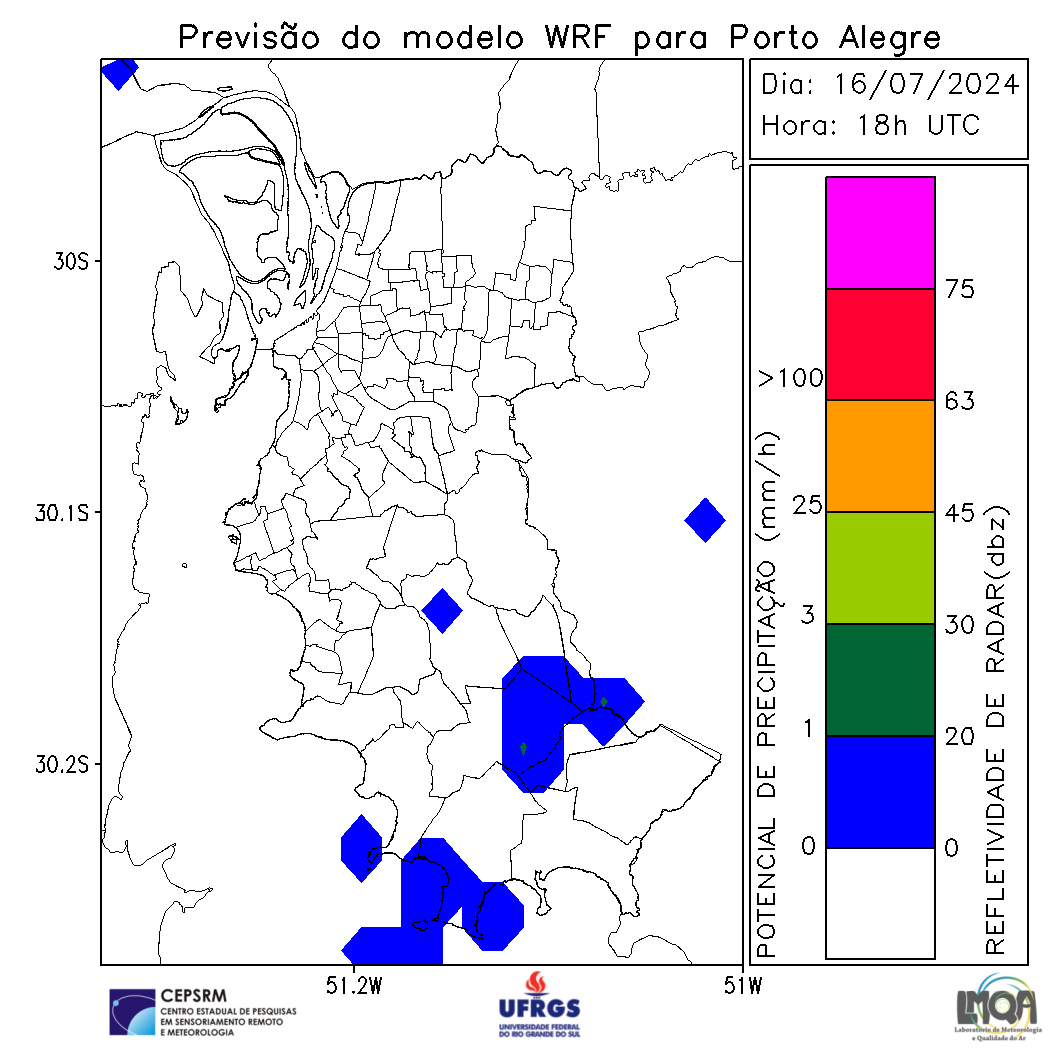 Previsão do modelo WRF para Porto Alegre
Dia: 16/07/2024
Hora: 18h UTC
30S
30.1S
30.2S
51.2W
51W
POTENCIAL DE PRECIPITAÇÃO (mm/h)
>100
25
3
1
0
75
63
45
30
20
0
REFLETIVIDADE DE RADAR(dbz)
CEPSRM
CENTRO ESTADUAL DE PESQUISAS
EM SENSORIAMENTO REMOTO
E METEOROLOGIA
UFRGS
UNIVERSIDADE FEDERAL
DO RIO GRANDE DO SUL
LMQA
Laboratório de Meteorologia
e Qualidade do Ar